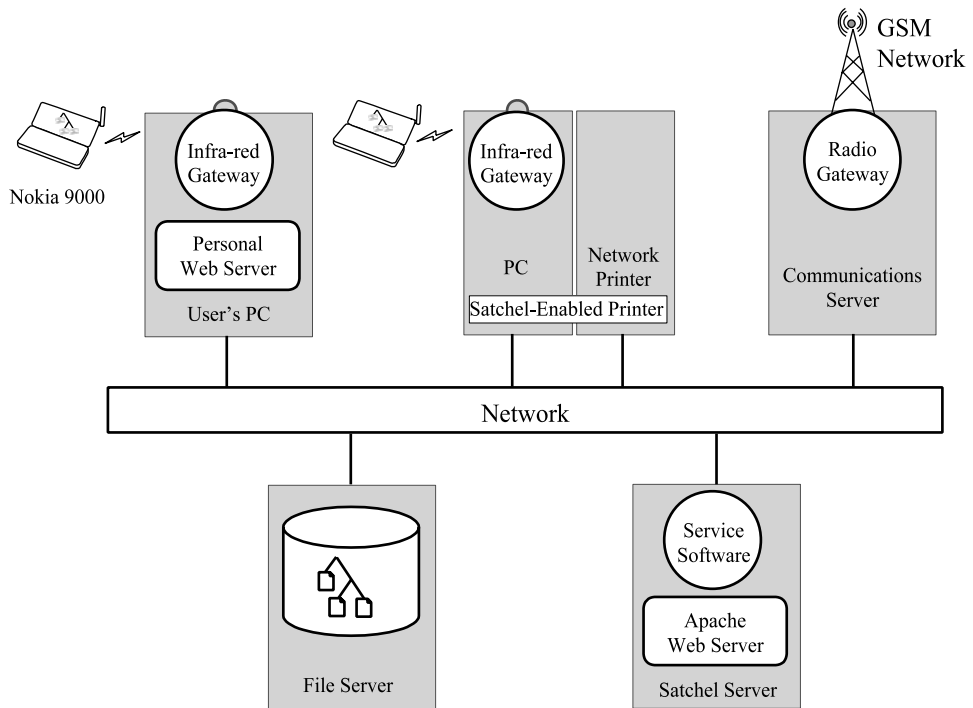 GSM
Network
Nokia 9000
Infra-red
Gateway
Personal
Web Server
User's PC
Infra-red
Gateway
PC
Network
Printer
Satchel-Enabled Printer
Radio
Gateway
Communications
Server
Network
File Server
Service
Software
Apache
Web Server
Satchel Server